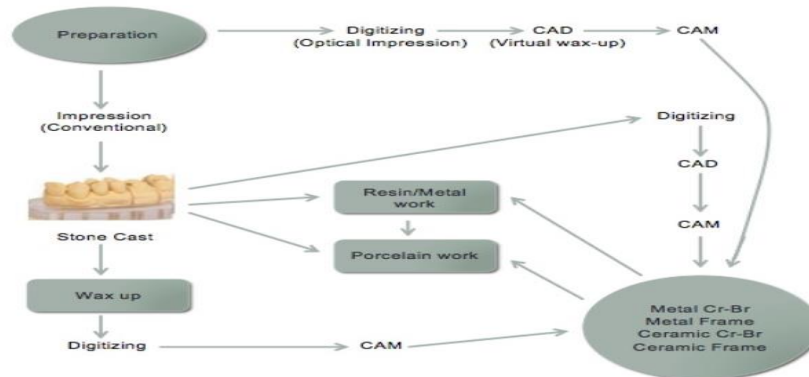 Preparation
Digitizing
(Optical Impression)
CAD
(Virtual wax-up)
CAM
Impression
(Conventional)
Digitizing
CAD
CAM
Resin/Metal
work
Porcelain work
Stone Cast
Wax up
Digitizing
CAM
Metal Cr-Br
Metal Frame
Ceramic Cr-Br
Ceramic Frame